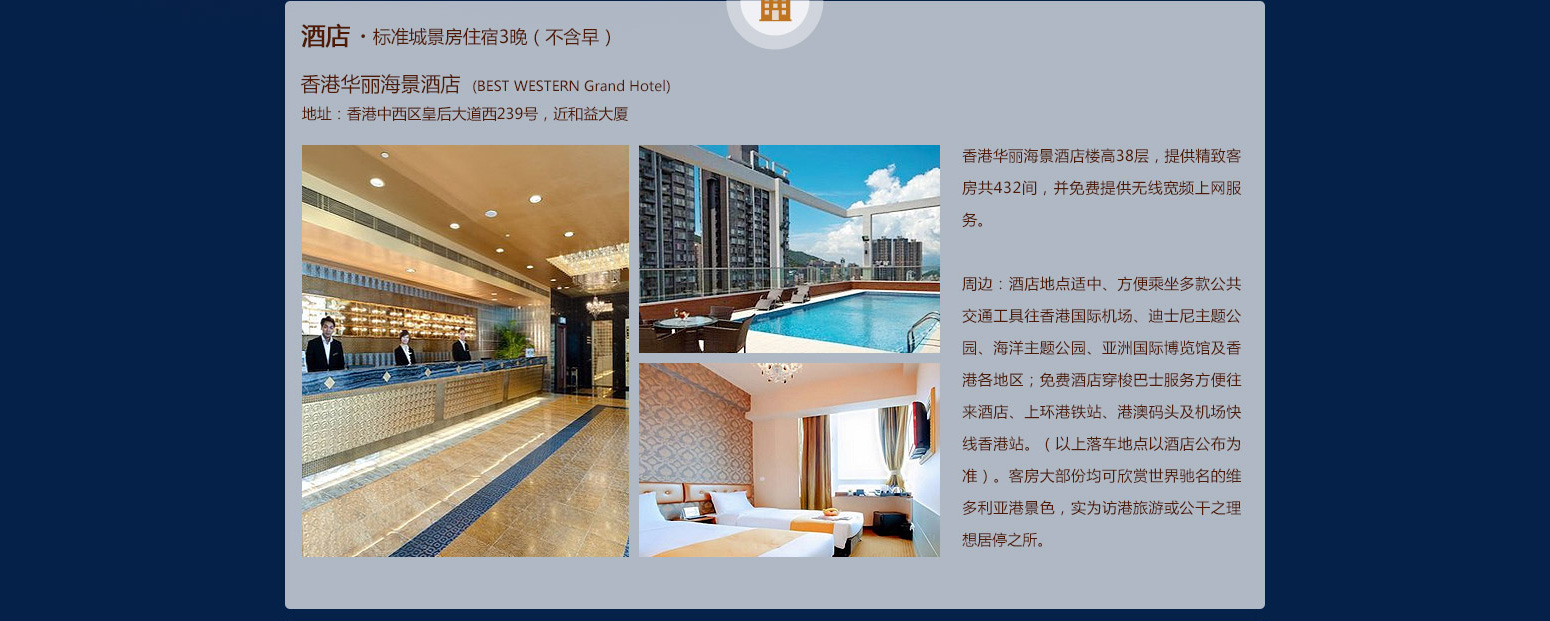 酒店·标准城景房住宿3晚（不含早）
香港华丽海景酒店 (BEST WESTERN Grand Hotel)
地址：香港中西区皇后大道西239号，近和益大厦
香港华丽海景酒店楼高38层，提供精致客
房共432间，并免费提供无线宽频上网服
务。
周边：酒店地点适中、方便乘坐多款公共
交通工具往香港国际机场、迪士尼主题公
园、海洋主题公园、亚洲国际博览馆及香
港各地区；免费酒店穿梭巴士服务方便往
来酒店、上环港铁站、港澳码头及机场快
线香港站。（以上落车地点以酒店公布为
准）。客房大部份均可欣赏世界驰名的维
多利亚港景色，实为访港旅游或公干之理
想居停之所。